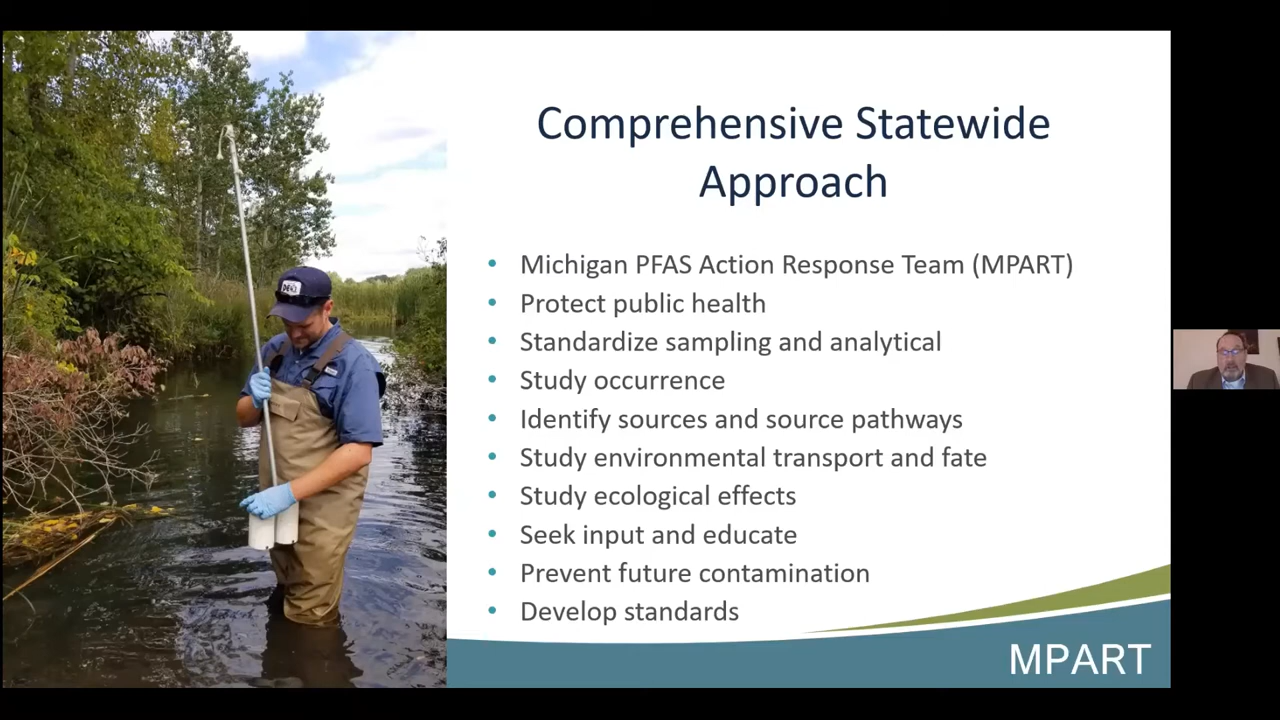 Comprehensive Statewide
Approach
• Michigan PFAS Action Response Team (MPART)
• Protect public health
• Standardize sampling and analytical
• Study occurrence
• Identify sources and source pathways
• Study environmental transport and fate
• Study ecological effects
• Seek input and educate
• Prevent future contamination
• Develop standards
MPART